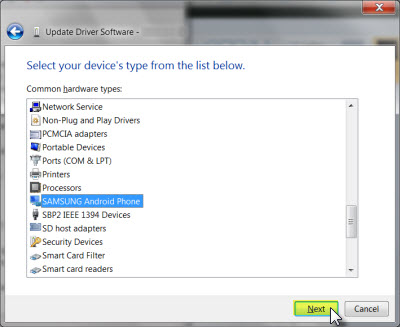 Update Driver Software -
Select your device's type from the list below.
Common hardware types:
Network Service
Non-Plug and Play Drivers
PCMCIA adapters
Portable Devices
Ports (COM & LPT)
Printers
Processors
SAMSUNG Android Phone
SBP2 IEEE 1394 Devices
SD host adapters
Security Devices
Smart Card Filter
Smart card readers
Next Cancel